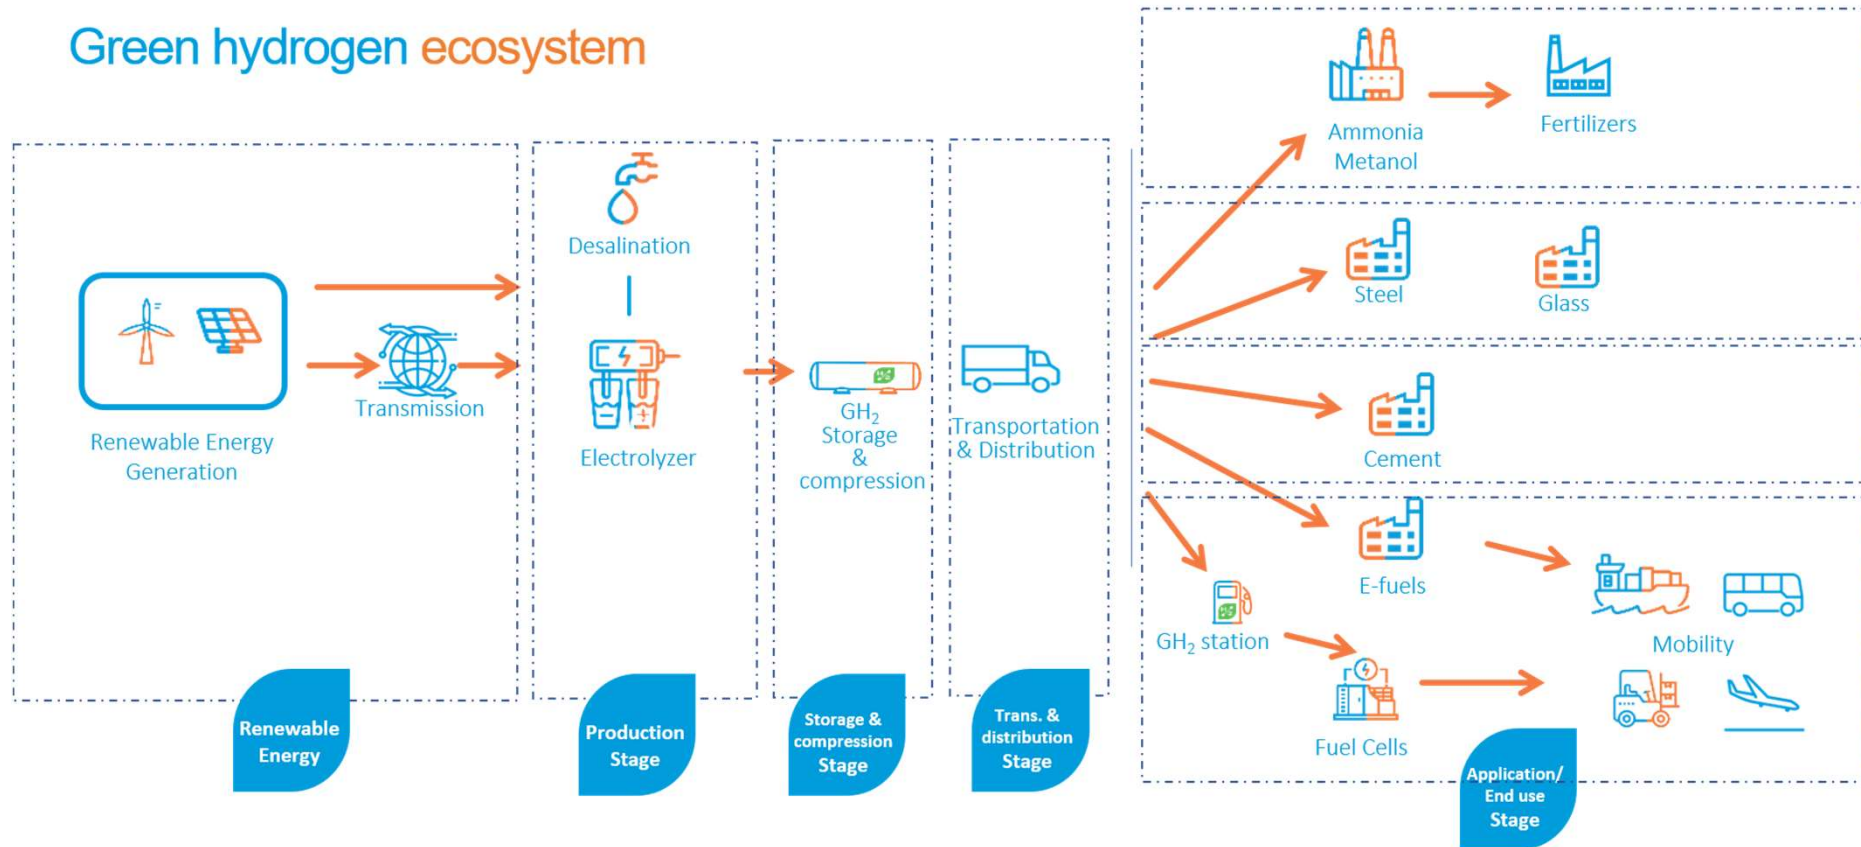 Green hydrogen ecosystem
Renewable Energy
Generation
Transmission
Desalination
Electrolyzer
GH₂
Storage
&
compression
Transportation
& Distribution
Ammonia
Metanol
Fertilizers
Steel
Glass
Cement
E-fuels
GH₂ station
Mobility
Fuel Cells
Renewable
Energy
Production
Stage
Storage &
compression
Stage
Trans. &
distribution
Stage
Application/
End use
Stage